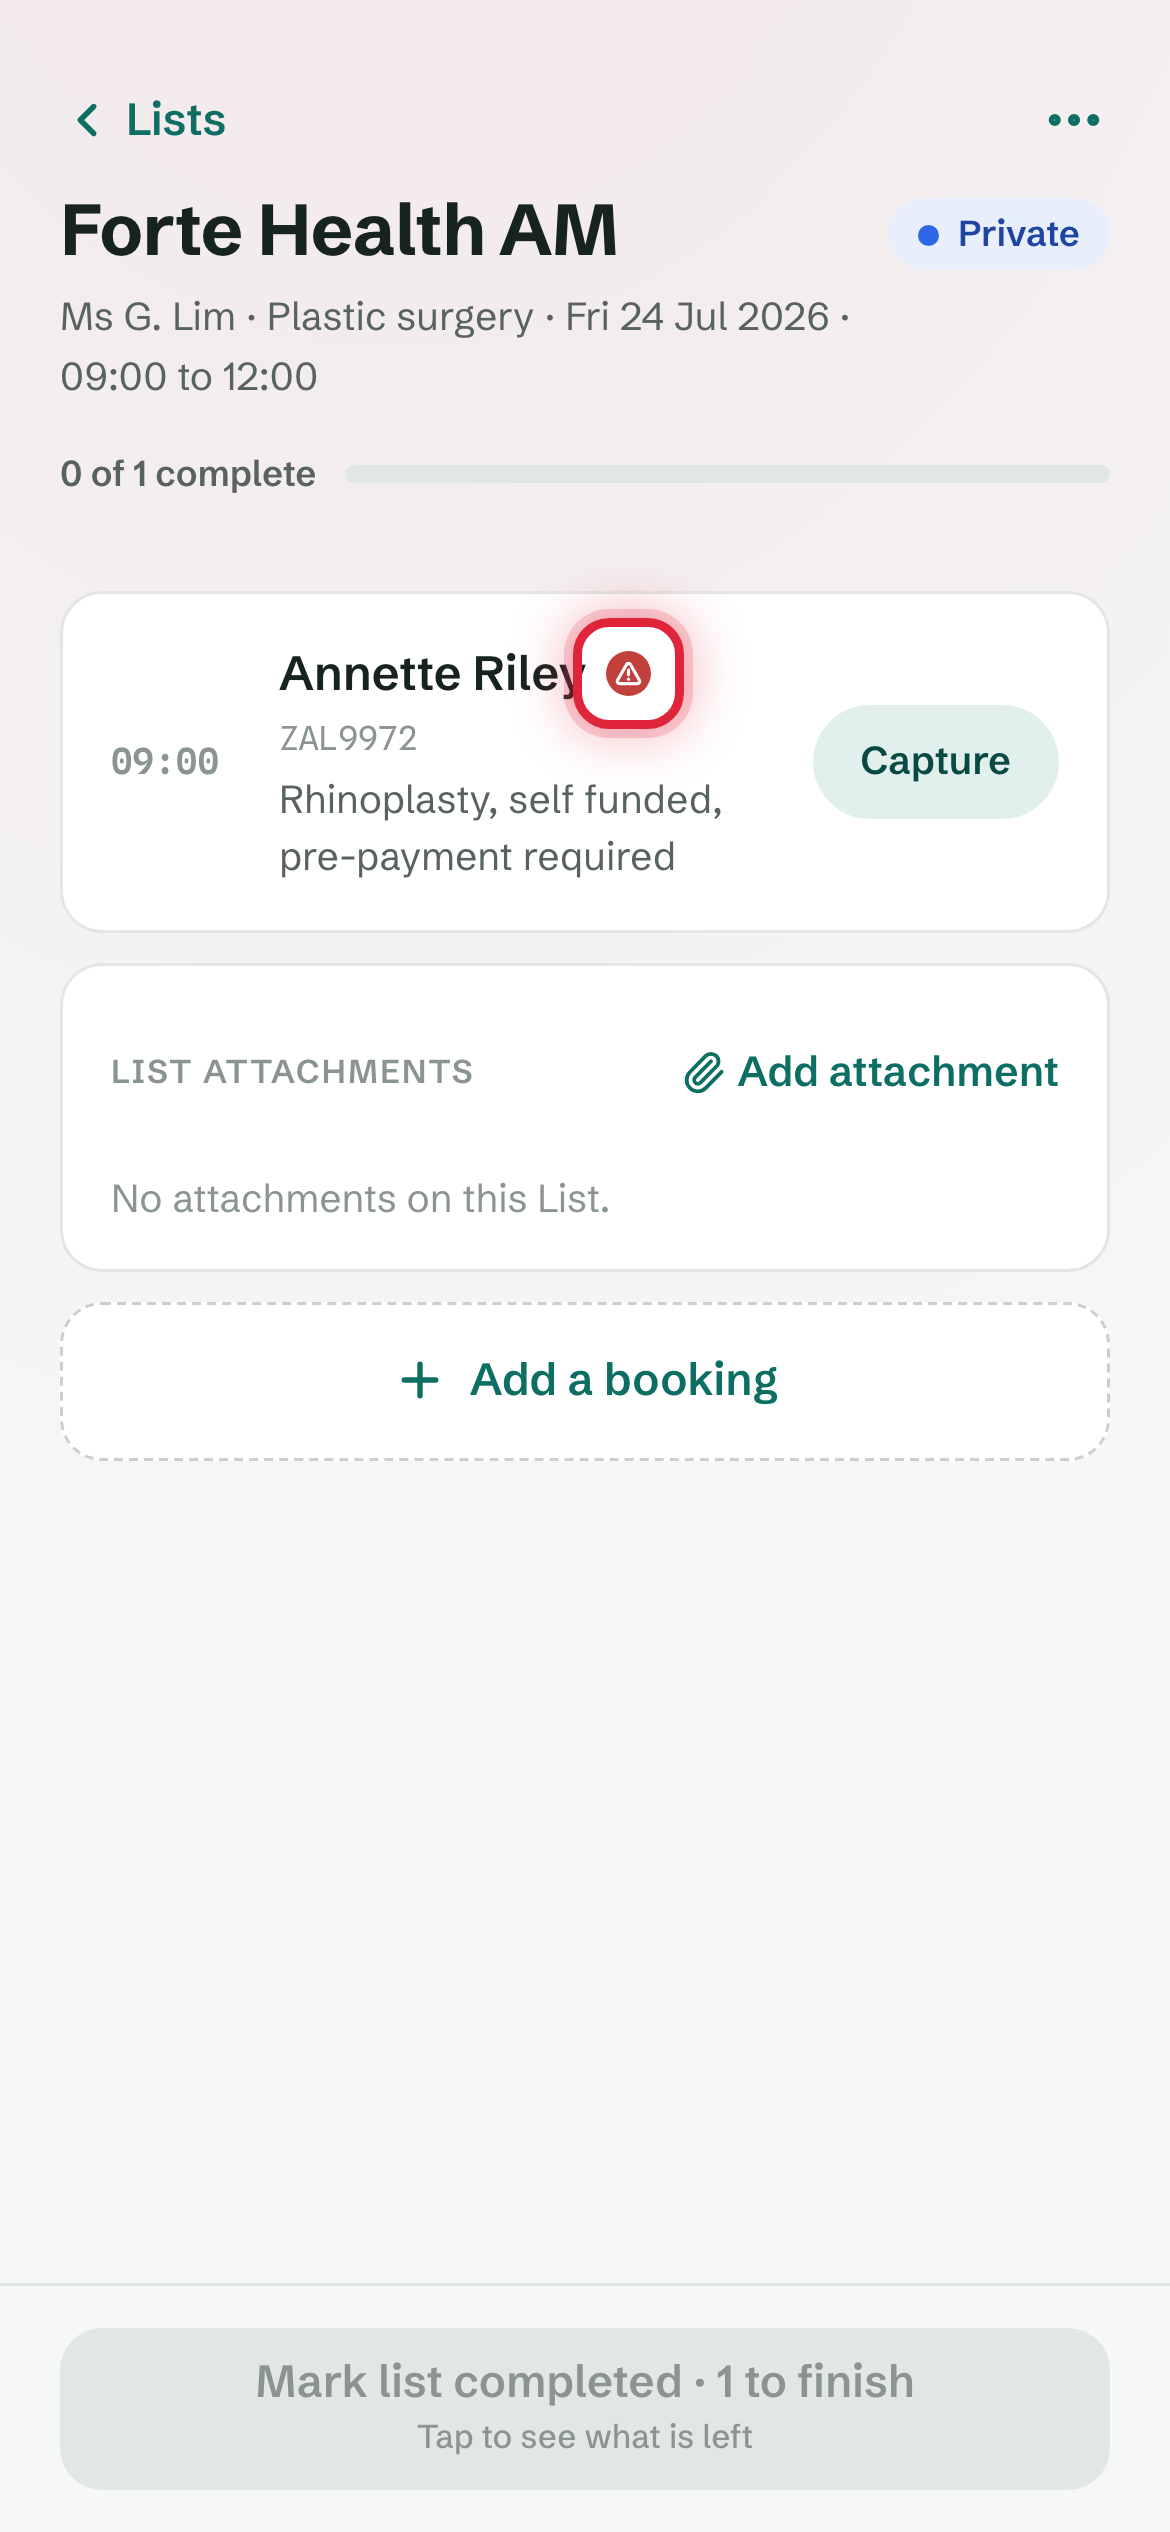 Lists
Forte Health AM
Private
Ms G. Lim · Plastic surgery · Fri 24 Jul 2026 ·
09:00 to 12:00
0 of 1 complete
Annette Riley
ZAL9972
09:00
Rhinoplasty, self funded,
pre-payment required
Capture
LIST ATTACHMENTS
Add attachment
No attachments on this List.
Add a booking
Mark list completed · 1 to finish
Tap to see what is left